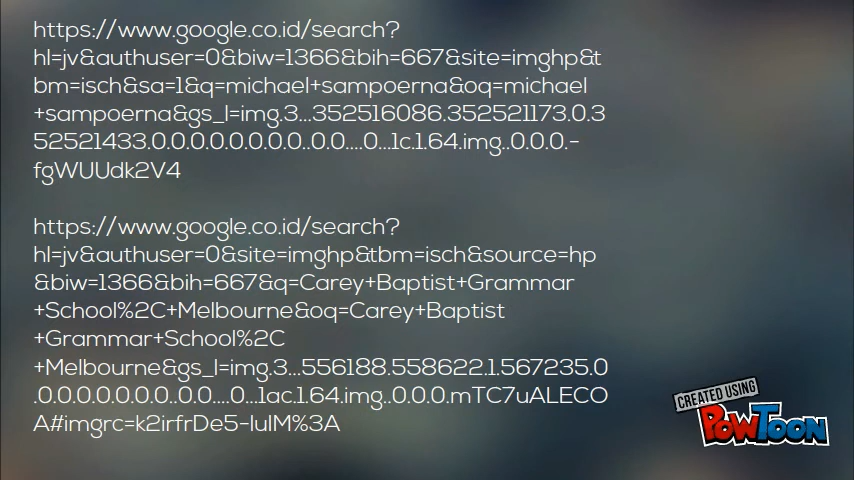 https://www.google.co.id/search?
hl=jv&authuser=0&biw=1366&bih=667&site=imghp&t
bm=isch&sa=1&q=michael+sampoerna&oq=michael
+sampoerna&gs_l=img.3...352516086.352521173.0.3
52521433.0.0.0.0.0.0.0.0..0.0....0...1c.1.64.img..0.0.0.-
fgWUUdk2V4
https://www.google.co.id/search?
hl=jv&authuser=0&site=imghp&tbm=isch&source=hp
&biw=1366&bih=667&q=Carey+Baptist+Grammar
+School%2C+Melbourne&oq=Carey+Baptist
+Grammar+School%2C
+Melbourne&gs_l=img.3...556188.558622.1.567235.0
.0.0.0.0.0.0.0..0.0....0...1ac.1.64.img..0.0.0.mTC7uALECO
A#imgrc=k2irfrDe5-IuIM%3A
CREATED USING
POWTOON